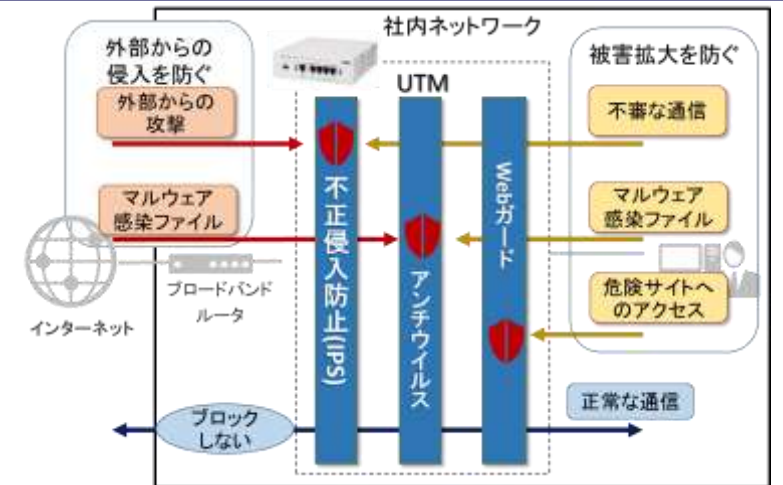 社内ネットワーク
外部からの
侵入を防ぐ
被害拡大を防ぐ
UTM
外部からの
攻撃
不審な通信
マルウェア
感染ファイル
マルウェア
感染ファイル
危険サイトへ
のアクセス
不正侵入防止(IPS)
アンチウイルス
Webガード
ブロードバンド
ルータ
インターネット
ブロック
しない
正常な通信